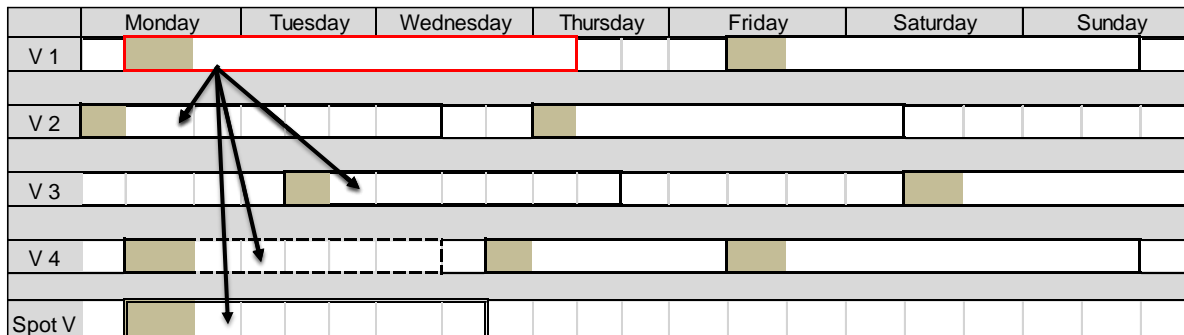 Monday Tuesday Wednesday Thursday Friday Saturday Sunday
V 1
V 2
V 3
V 4
Spot V